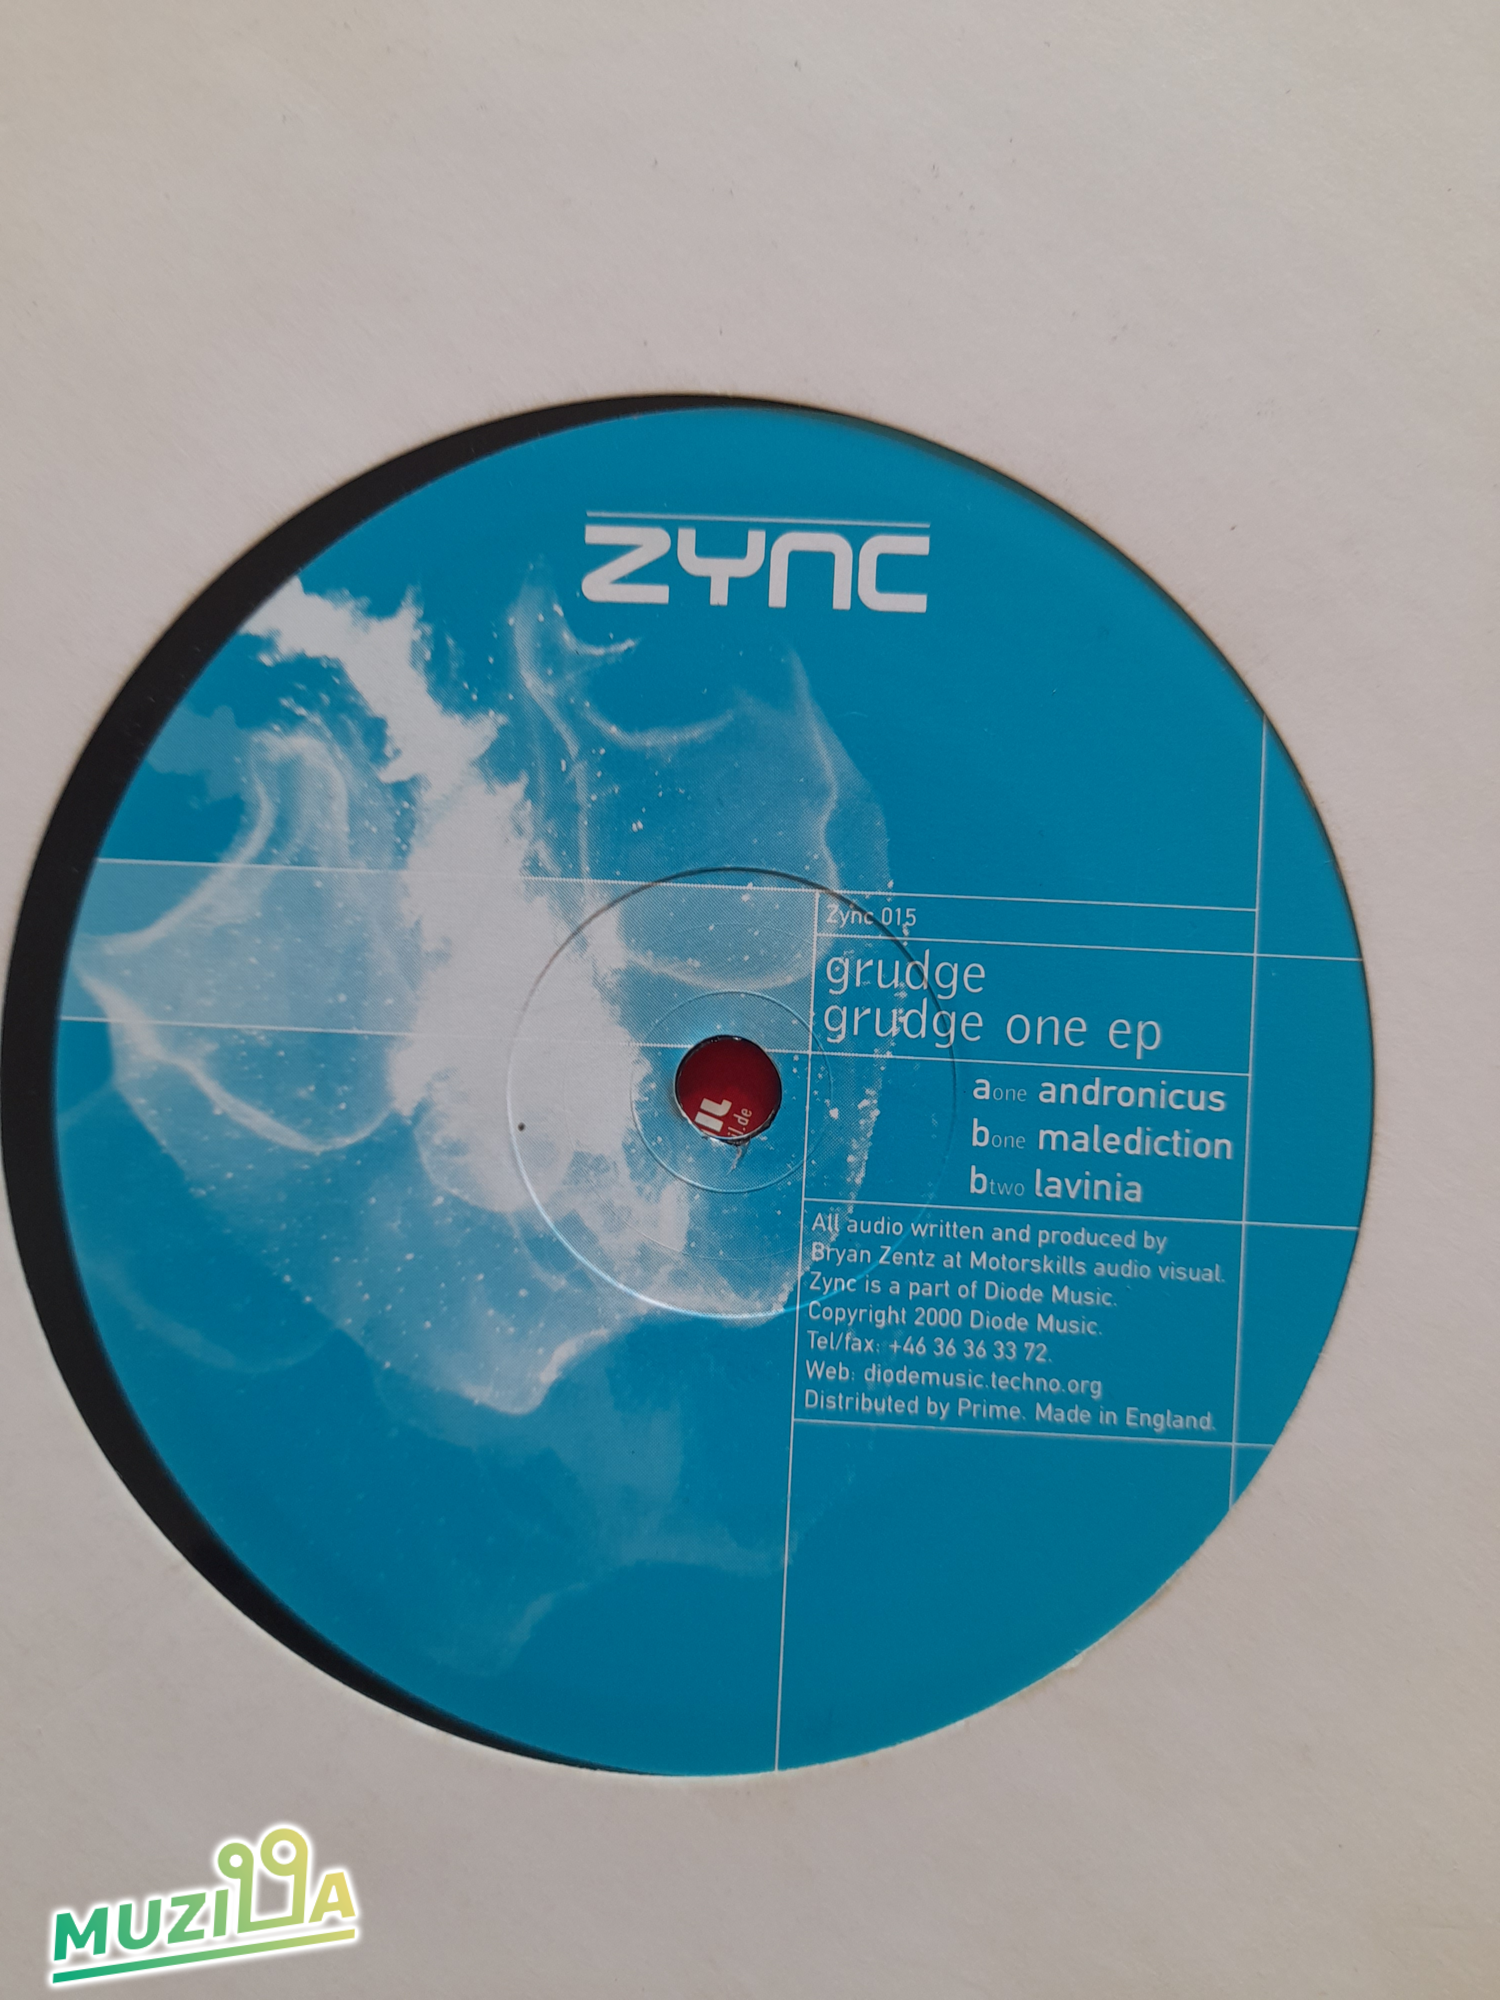 ZYNC
Zync 015
grudge
grudge one ep
aone andronicus
bone malediction
btwo lavinia
All audio written and produced by
Bryan Zentz at Motorskills audio visual.
Zync is a part of Diode Music.
Copyright 2000 Diode Music.
Tel/fax: +46 36 36 33 72.
Web: diodemusic.techno.org
Distributed by Prime. Made in England.
MUZILLA